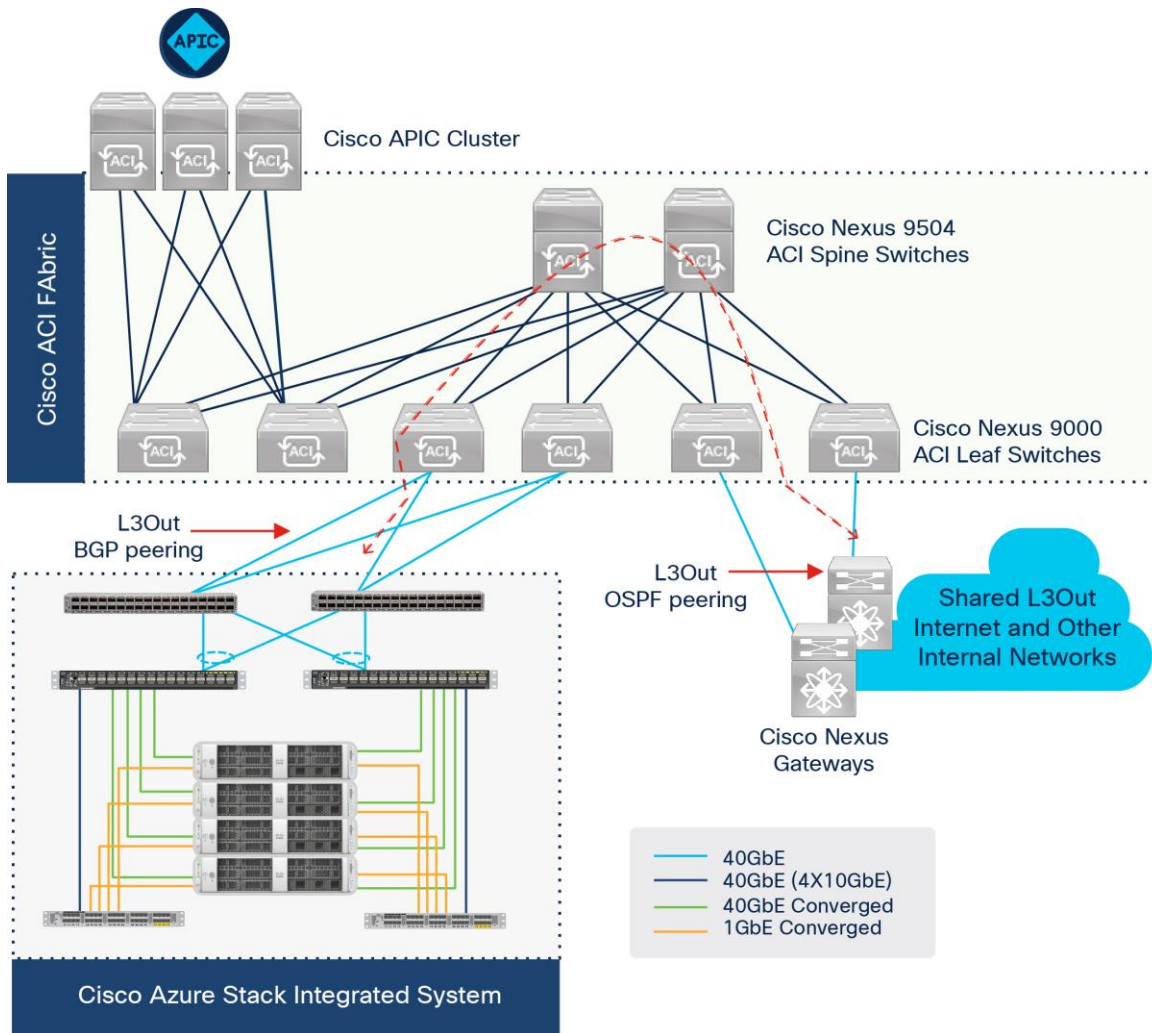 APIC
ACI
ACI
ACI
Cisco APIC Cluster
Cisco ACI FAbric
ACI
ACI
Cisco Nexus 9504
ACI Spine Switches
ACI
ACI
ACI
ACI
ACI
ACI
Cisco Nexus 9000
ACI Leaf Switches
L3Out
BGP peering
L3Out
OSPF peering
Shared L3Out
Internet and Other
Internal Networks
Cisco Nexus
Gateways
40GbE
40GbE (4X10GbE)
40GbE Converged
1GbE Converged
Cisco Azure Stack Integrated System